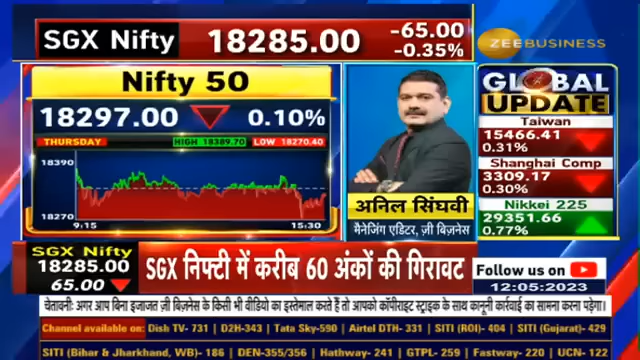 SGX Nifty 18285.00 -65.00
-0.35%
ZEE BUSINESS
Nifty 50
18297.00 0.10%
THURSDAY HIGH 18389.70 LOW 18270.40
18390
18270
9:15 15:30
अनिल सिंघवी
मैनेजिंग एडिटर, ज़ी बिज़नेस
GLOBAL
UPDATE
Taiwan
15466.41
0.31%
Shanghai Comp
3309.17
0.30%
Nikkei 225
29351.66
0.77%
SGX Nifty
18285.00
65.00
SGX निफ्टी में करीब 60 अंकों की गिरावट
Follow us on
12:05:2023
चेतावनी: अगर आप बिना इजाजत ज़ी बिज़नेस के किसी भी वीडियो का इस्तेमाल करते हैं तो आपको कॉपीराइट स्ट्राइक के साथ कानूनी कार्रवाई का सामना करना पड़ेगा।
Channel available on: Dish TV- 731 | D2H-343 | Tata Sky-590 | Airtel DTH- 331 | SITI (ROI)- 404 | SITI (Gujarat)- 429
SITI (Bihar & Jharkhand, WB)- 186 | DEN-355/356 | Hathway- 241 | GTPL- 259 | Fastway- 220 | UCN- 122